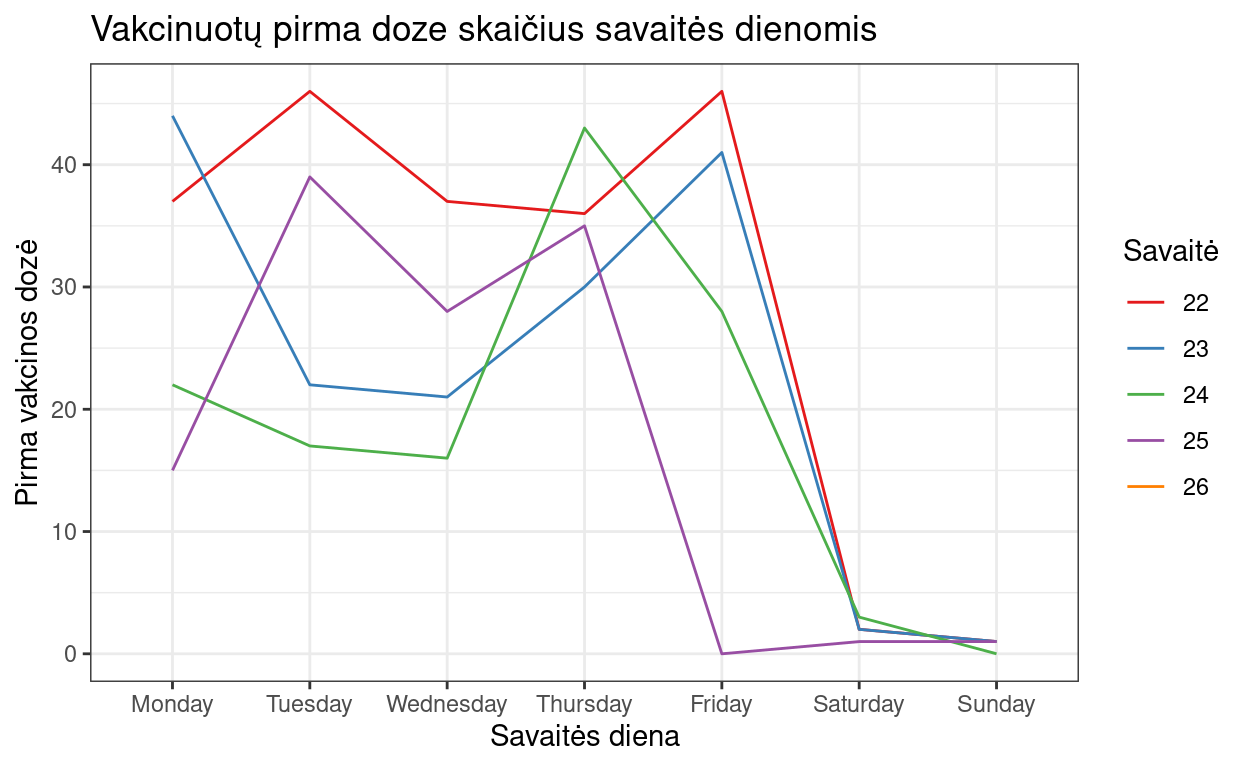 Vakcinuotų pirma doze skaičius savaitės dienomis
Pirma vakcinos dozė
40
30
20
10
0
Monday Tuesday Wednesday Thursday Friday Saturday Sunday
Savaitės diena
Savaitė
22
23
24
25
26